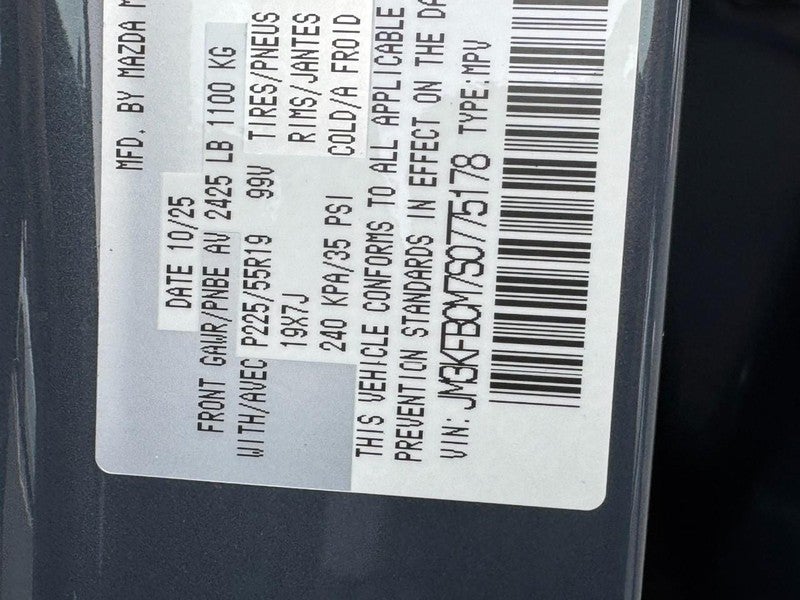 MFD. BY MAZDA
DATE 10/25
FRONT GAWR/PNBE AV 2425 LB 1100 KG
WITH/AVEC P225/55R19 99V TIRES/PNEUS
19X7J RIMS/JANTES
240 KPA/35 PSI COLD/A FROID
THIS VEHICLE CONFORMS TO ALL APPLICABLE
PREVENTION STANDARDS IN EFFECT ON THE DA
VIN: JM3KFBCM7S0775178 TYPE:MPV